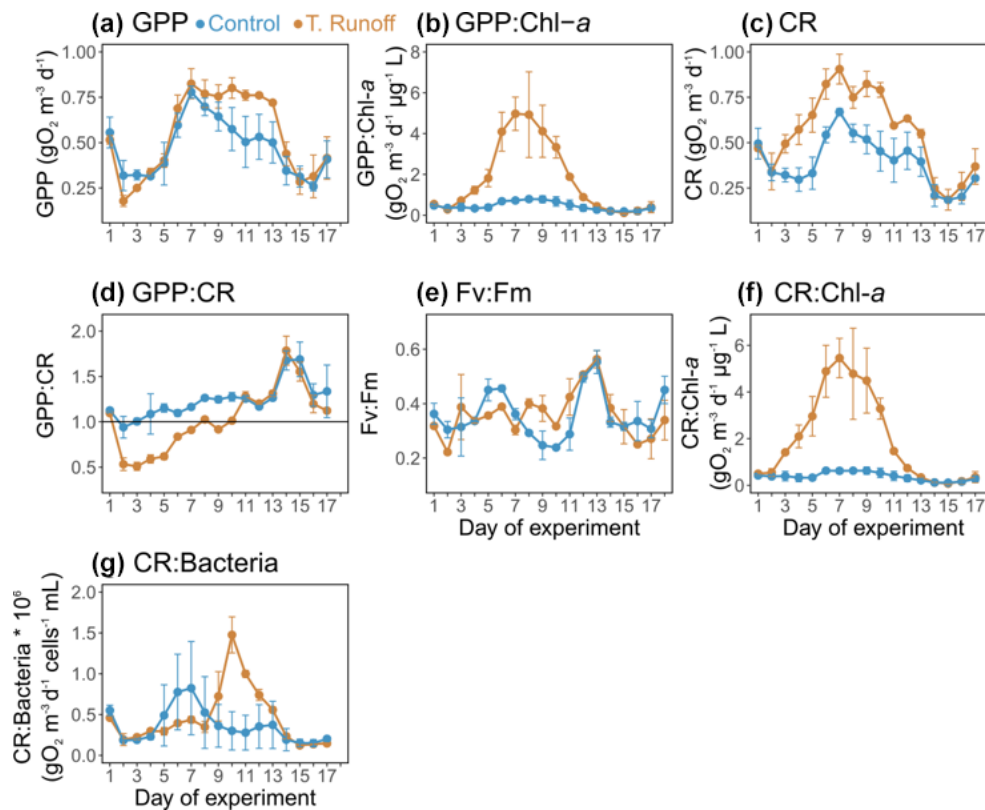 (a) GPP Control T. Runoff
(b) GPP:Chl−a
(c) CR
GPP (gO2 m-3 d-1)
1.00
0.75
0.50
0.25
1 3 5 7 9 11 13 15 17
GPP:Chl-a
(gO2 m-3 d-1 µg-1 L)
8
6
4
2
0
1 3 5 7 9 11 13 15 17
CR (gO2 m-3 d-1)
1.00
0.75
0.50
0.25
1 3 5 7 9 11 13 15 17
(d) GPP:CR
(e) Fv:Fm
(f) CR:Chl-a
GPP:CR
2.0
1.5
1.0
0.5
1 3 5 7 9 11 13 15 17
Fv:Fm
0.6
0.4
0.2
1 3 5 7 9 11 13 15 17
Day of experiment
CR:Chl-a
(gO2 m-3 d-1 µg-1 L)
6
4
2
0
1 3 5 7 9 11 13 15 17
Day of experiment
(g) CR:Bacteria
CR:Bacteria * 10⁶
(gO2 m-3 d-1 cells-1 mL)
2.0
1.5
1.0
0.5
0.0
1 3 5 7 9 11 13 15 17
Day of experiment